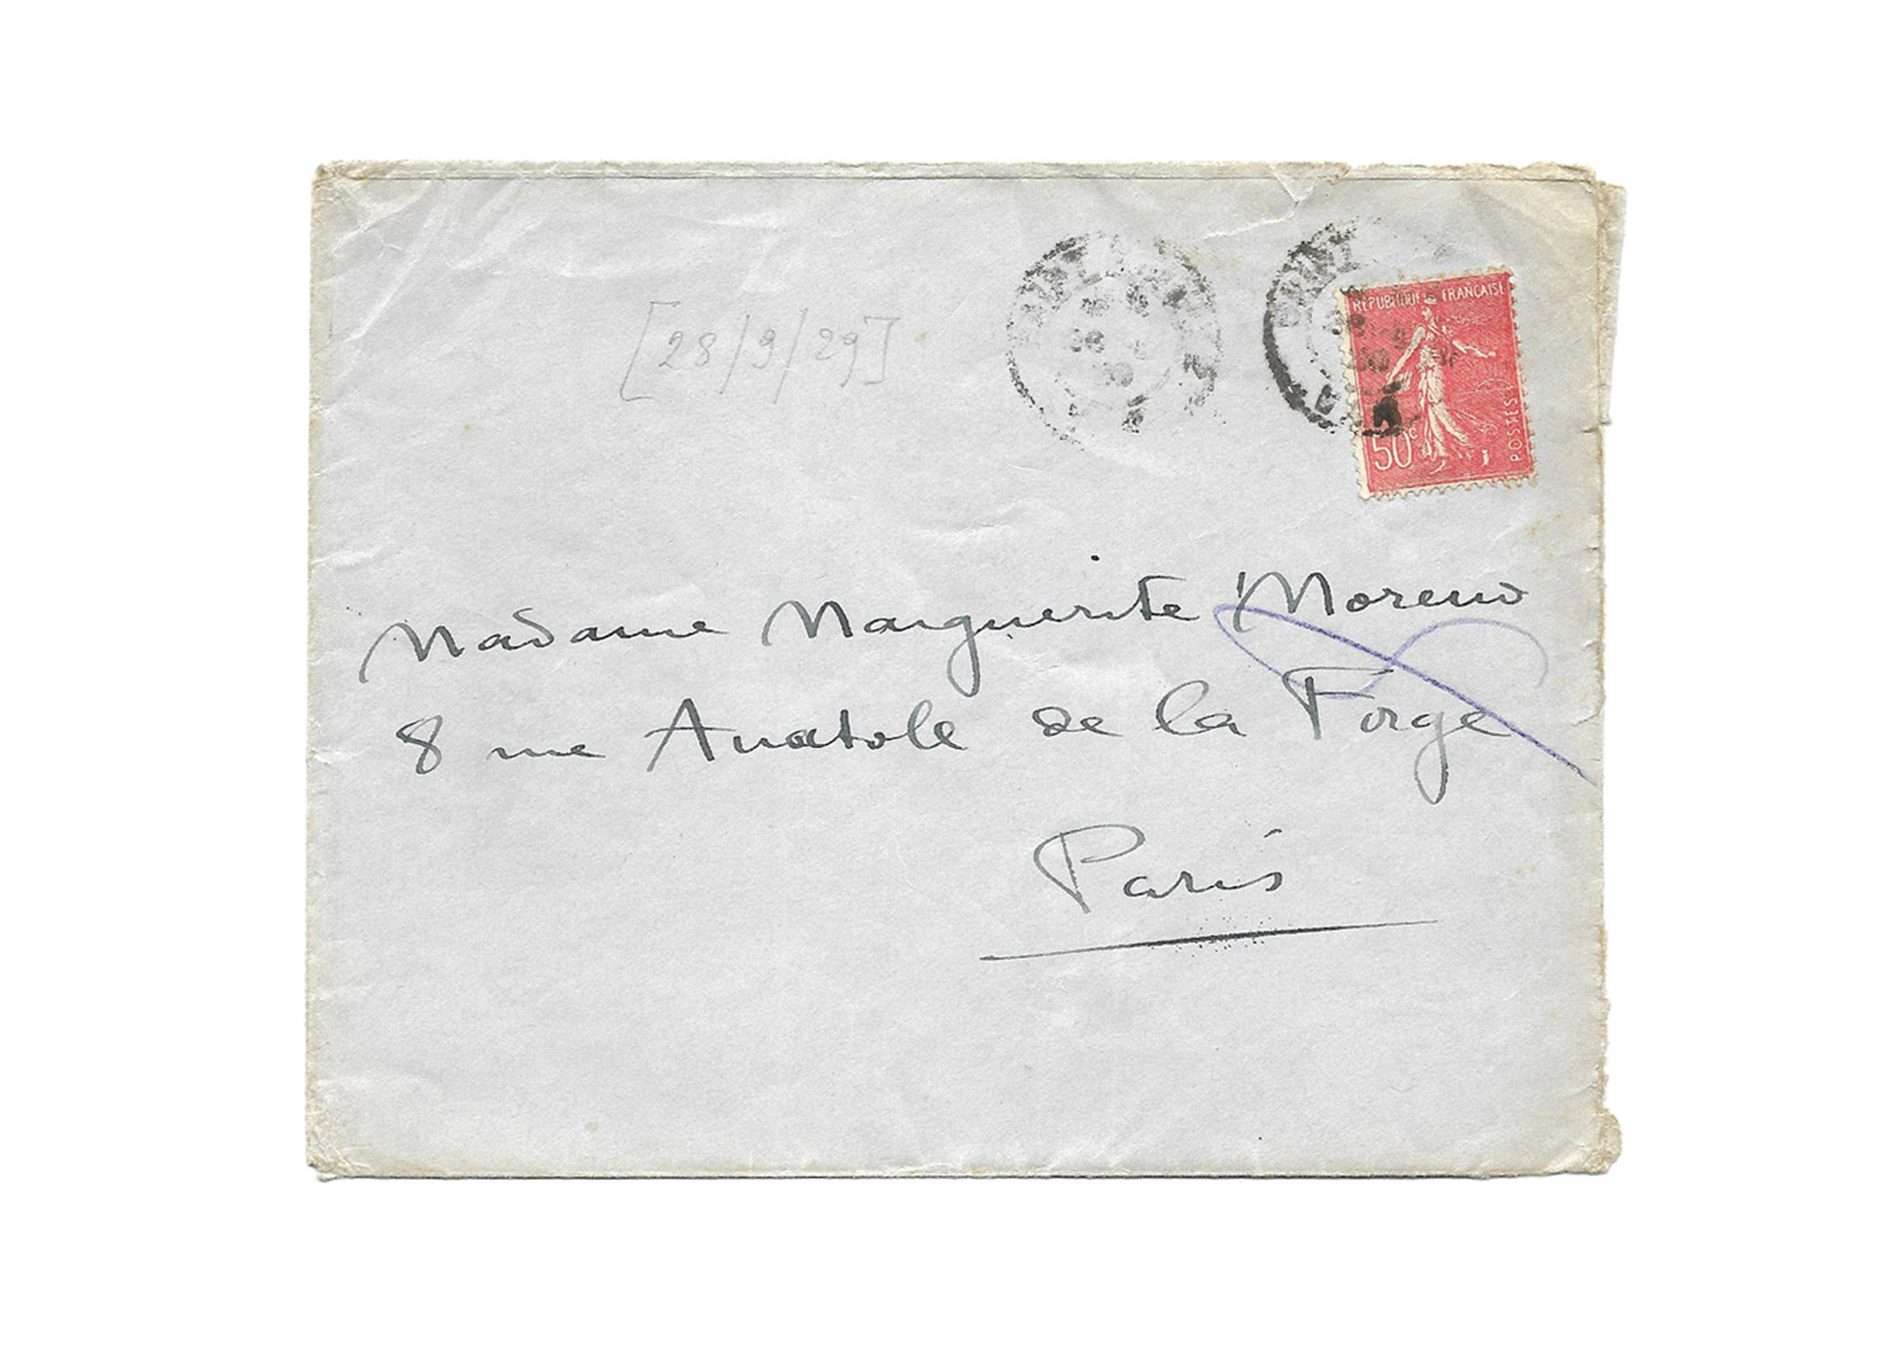 [28/9/29]
RÉPUBLIQUE FRANÇAISE
50c
POSTES
Madame Marguerite Moreno
8 rue Anatole de la Forge
Paris